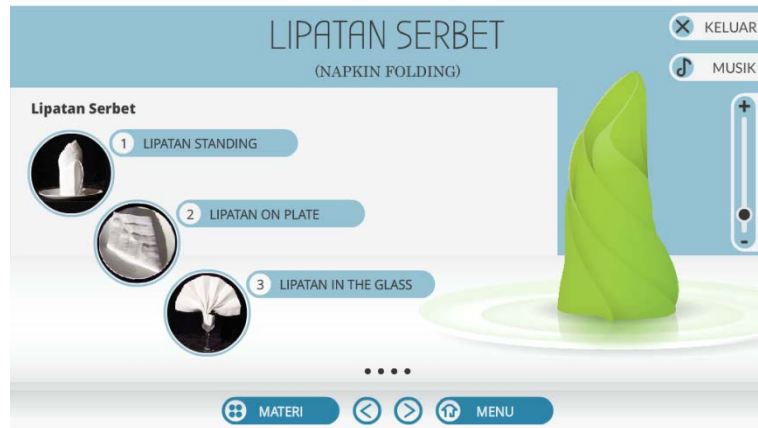 LIPATAN SERBET
(NAPKIN FOLDING)
KELUAR
MUSIK
Lipatan Serbet
1 LIPATAN STANDING
2 LIPATAN ON PLATE
3 LIPATAN IN THE GLASS
+
-
MATERI
MENU